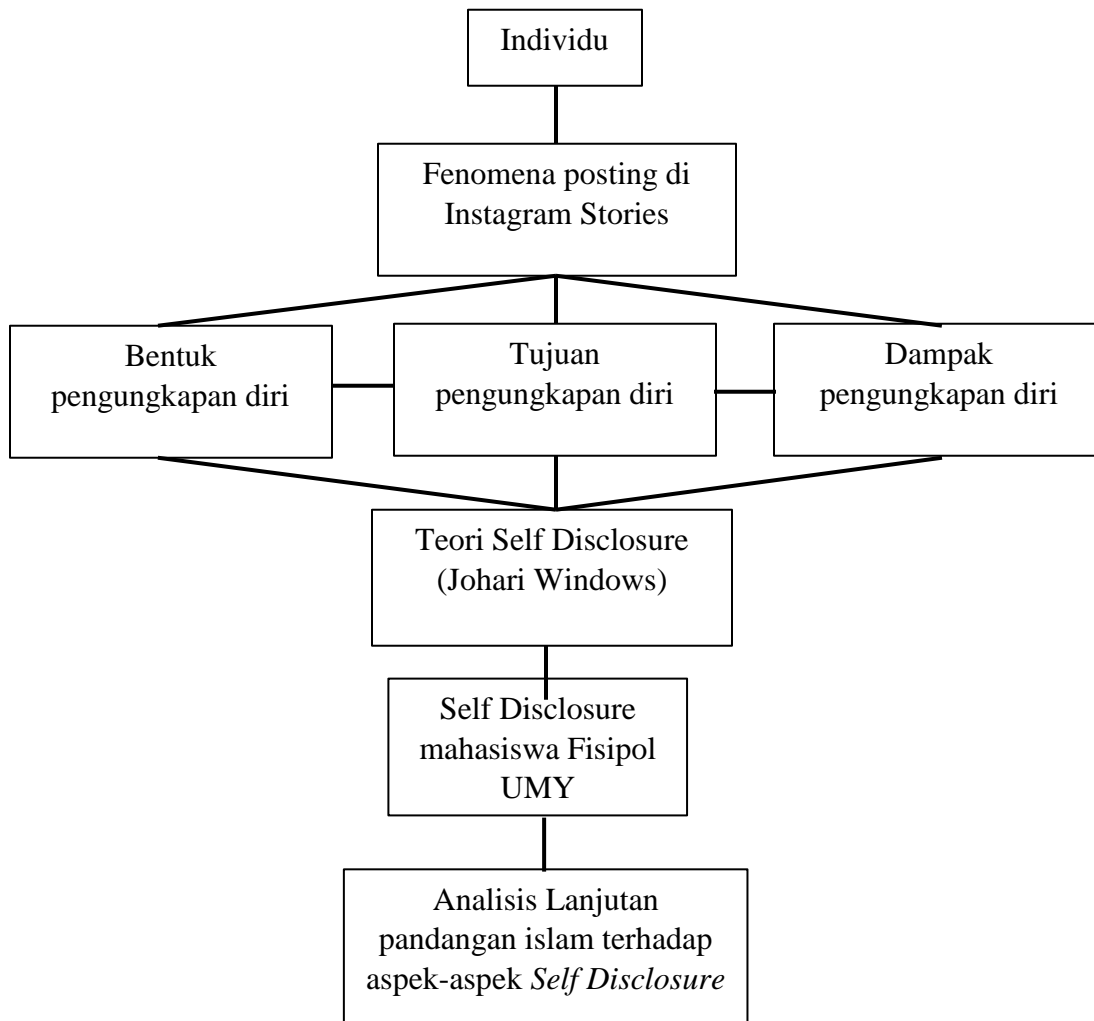 Individu
Fenomena posting di
Instagram Stories
Bentuk
pengungkapan diri
Tujuan
pengungkapan diri
Dampak
pengungkapan diri
Teori Self Disclosure
(Johari Windows)
Self Disclosure
mahasiswa Fisipol
UMY
Analisis Lanjutan
pandangan islam terhadap
aspek-aspek Self Disclosure